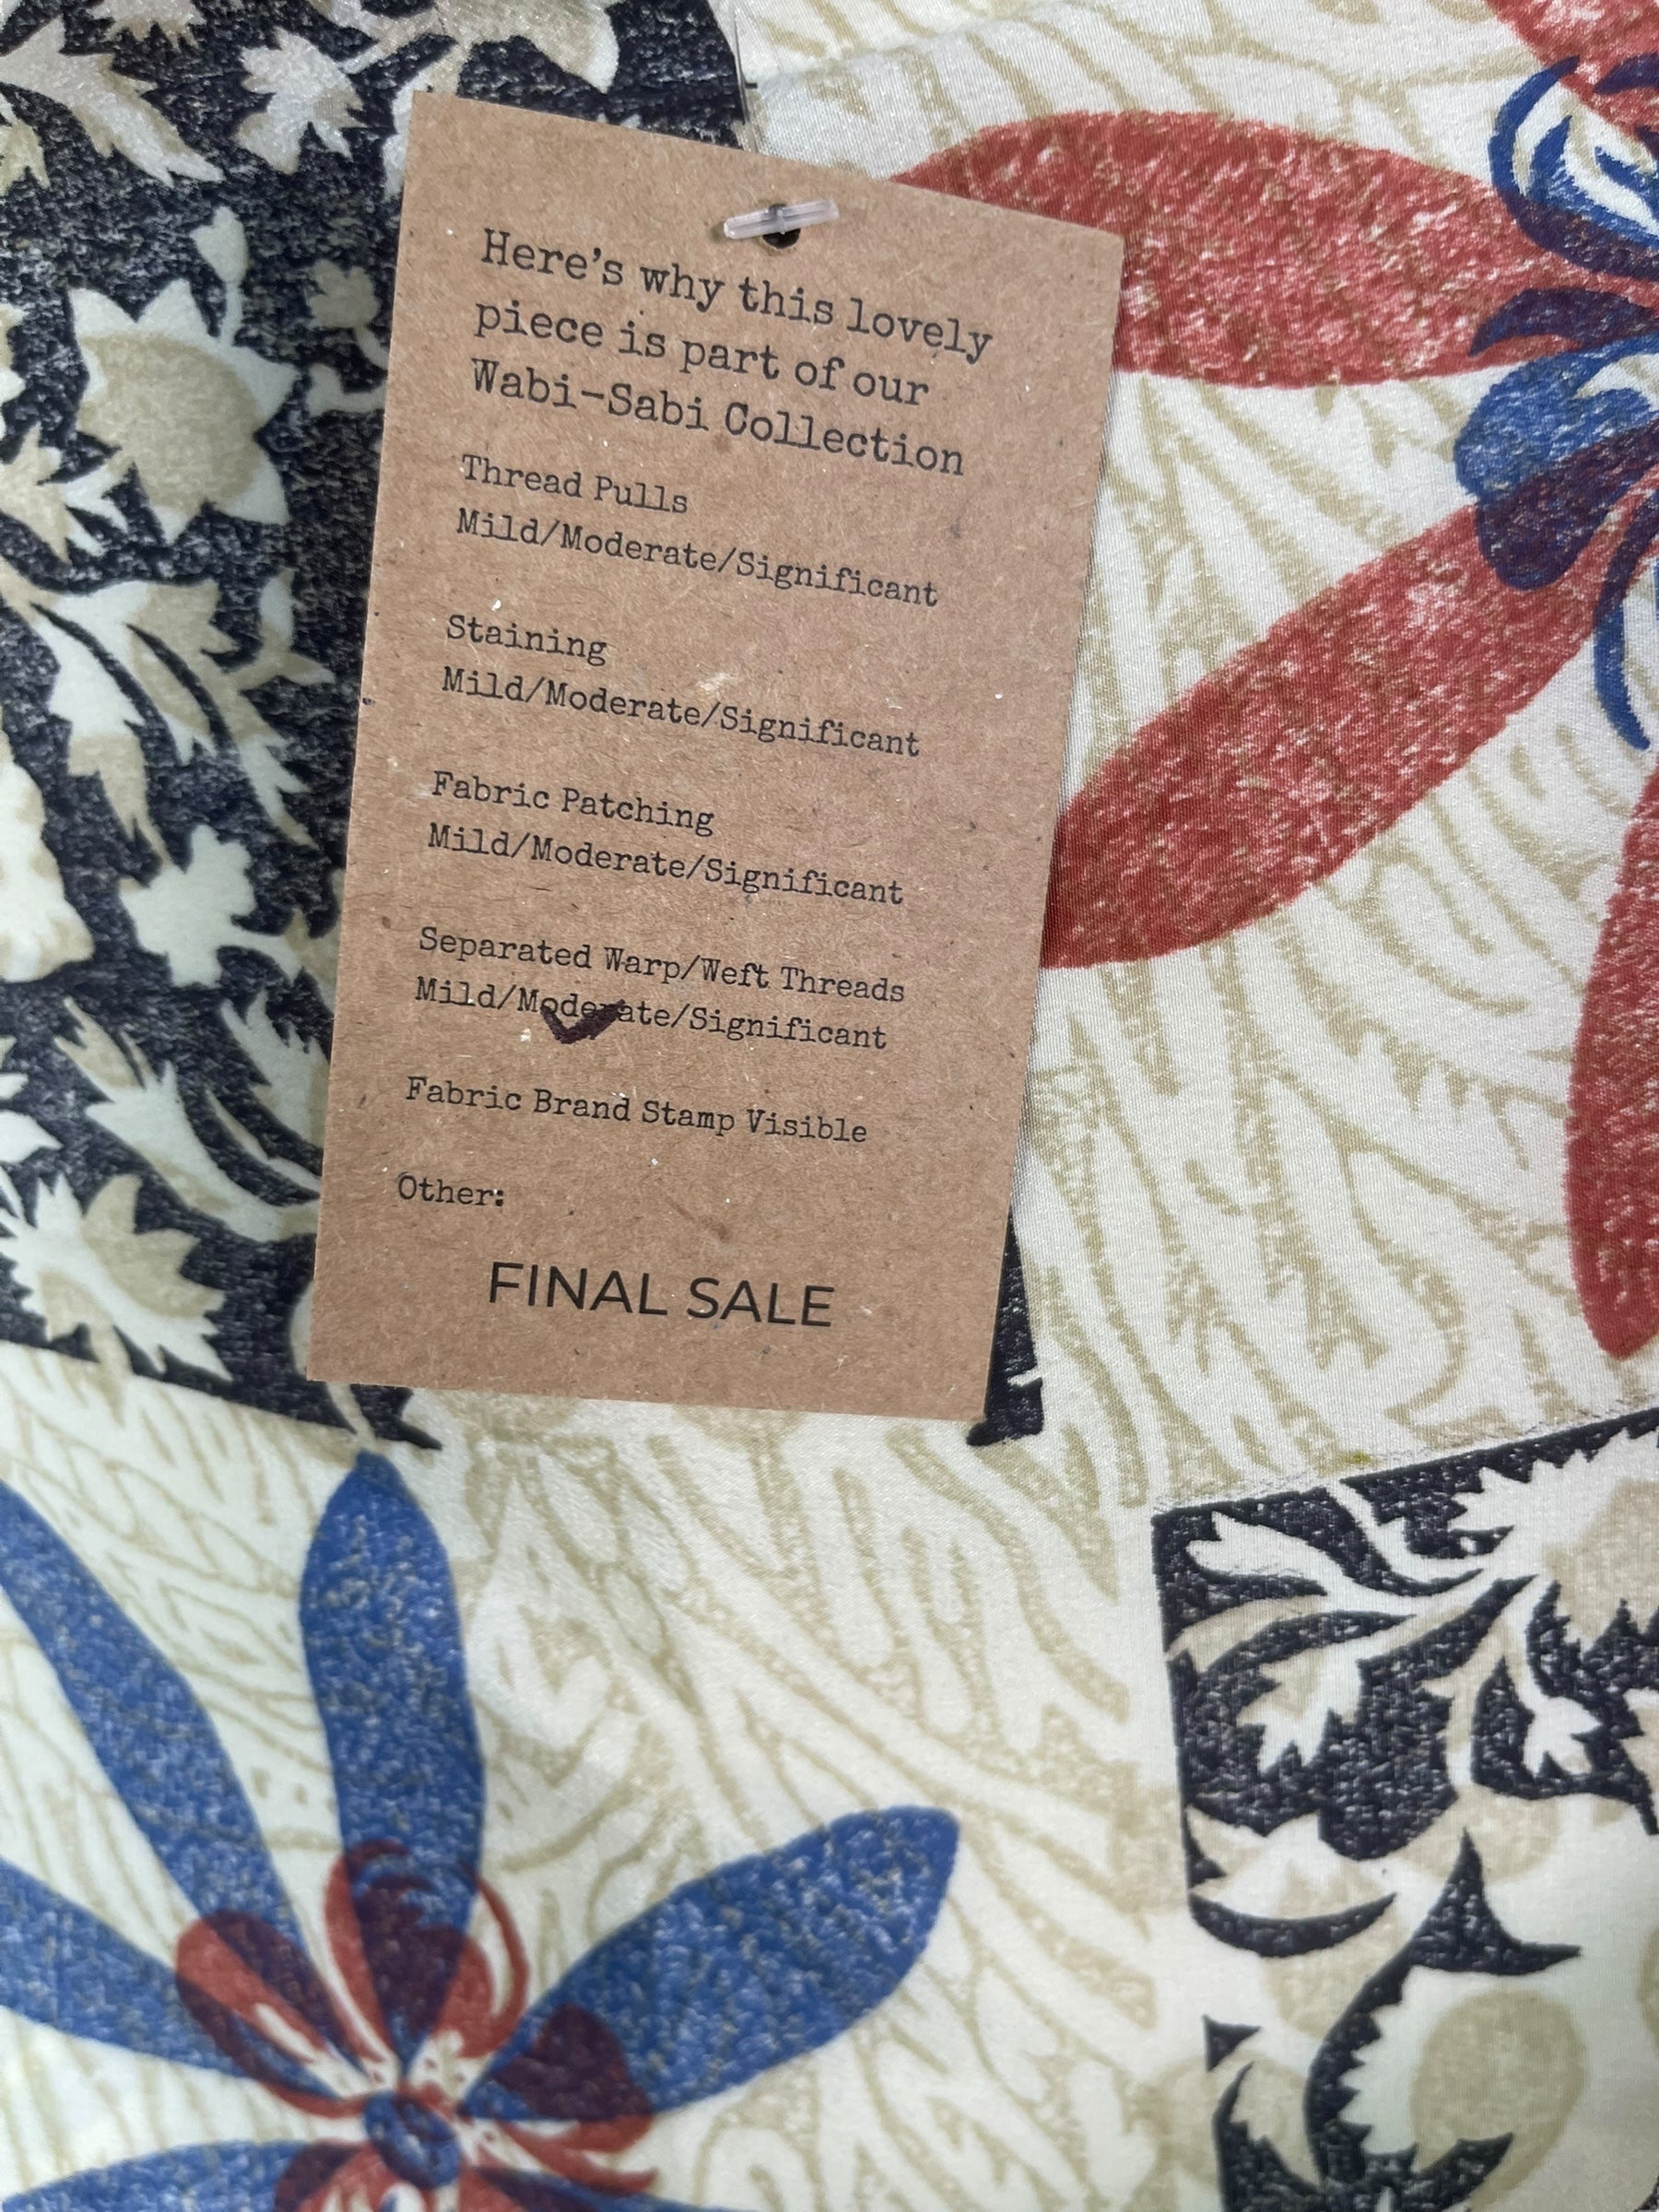 Here's why this lovely
piece is part of our
Wabi-Sabi Collection
Thread Pulls
Mild/Moderate/Significant
Staining
Mild/Moderate/Significant
Fabric Patching
Mild/Moderate/Significant
Separated Warp/Weft Threads
Mild/Moderate/Significant
Fabric Brand Stamp Visible
Other:
FINAL SALE